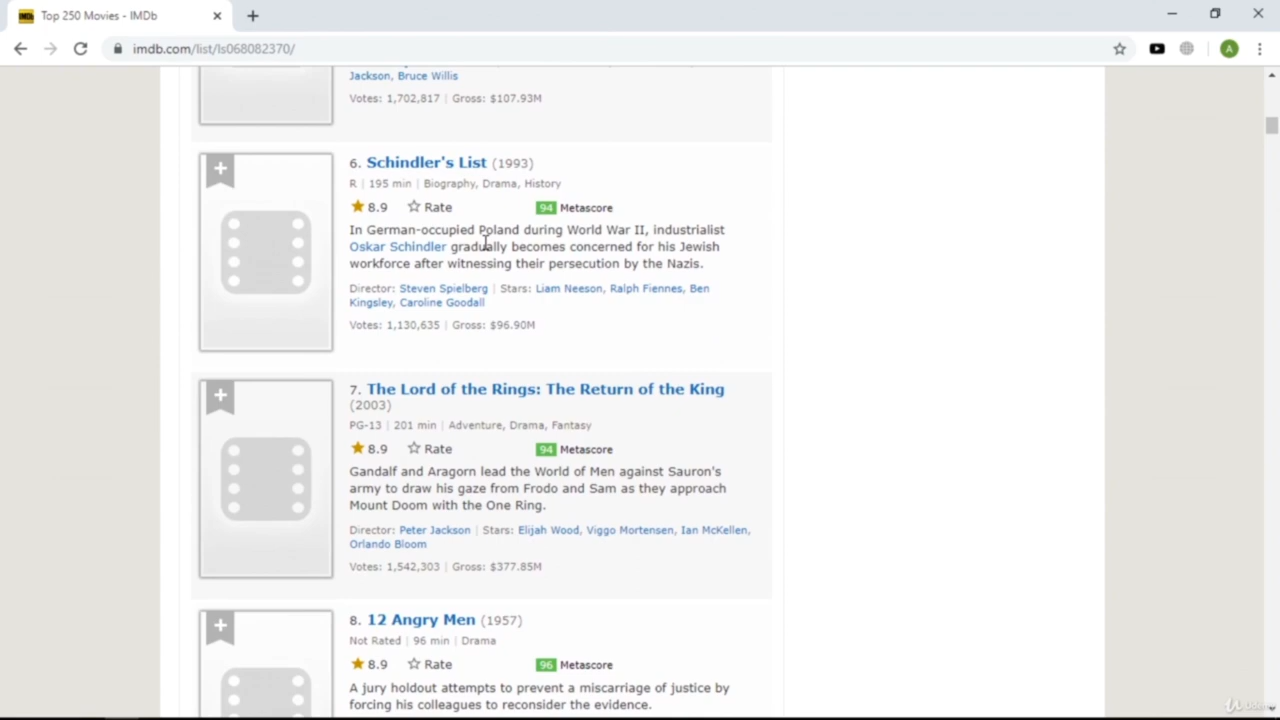 IMDb Top 250 Movies - IMDb
imdb.com/list/ls068082370/
A
Jackson, Bruce Willis
Votes: 1,702,817 | Gross: $107.93M
6. Schindler's List (1993)
R | 195 min | Biography, Drama, History
8.9 Rate 94 Metascore
In German-occupied Poland during World War II, industrialist
Oskar Schindler gradually becomes concerned for his Jewish
workforce after witnessing their persecution by the Nazis.
Director: Steven Spielberg | Stars: Liam Neeson, Ralph Fiennes, Ben
Kingsley, Caroline Goodall
Votes: 1,130,635 | Gross: $96.90M
7. The Lord of the Rings: The Return of the King
(2003)
PG-13 | 201 min | Adventure, Drama, Fantasy
8.9 Rate 94 Metascore
Gandalf and Aragorn lead the World of Men against Sauron's
army to draw his gaze from Frodo and Sam as they approach
Mount Doom with the One Ring.
Director: Peter Jackson | Stars: Elijah Wood, Viggo Mortensen, Ian McKellen,
Orlando Bloom
Votes: 1,542,303 | Gross: $377.85M
8. 12 Angry Men (1957)
Not Rated | 96 min | Drama
8.9 Rate 96 Metascore
A jury holdout attempts to prevent a miscarriage of justice by
forcing his colleagues to reconsider the evidence.
Udemy